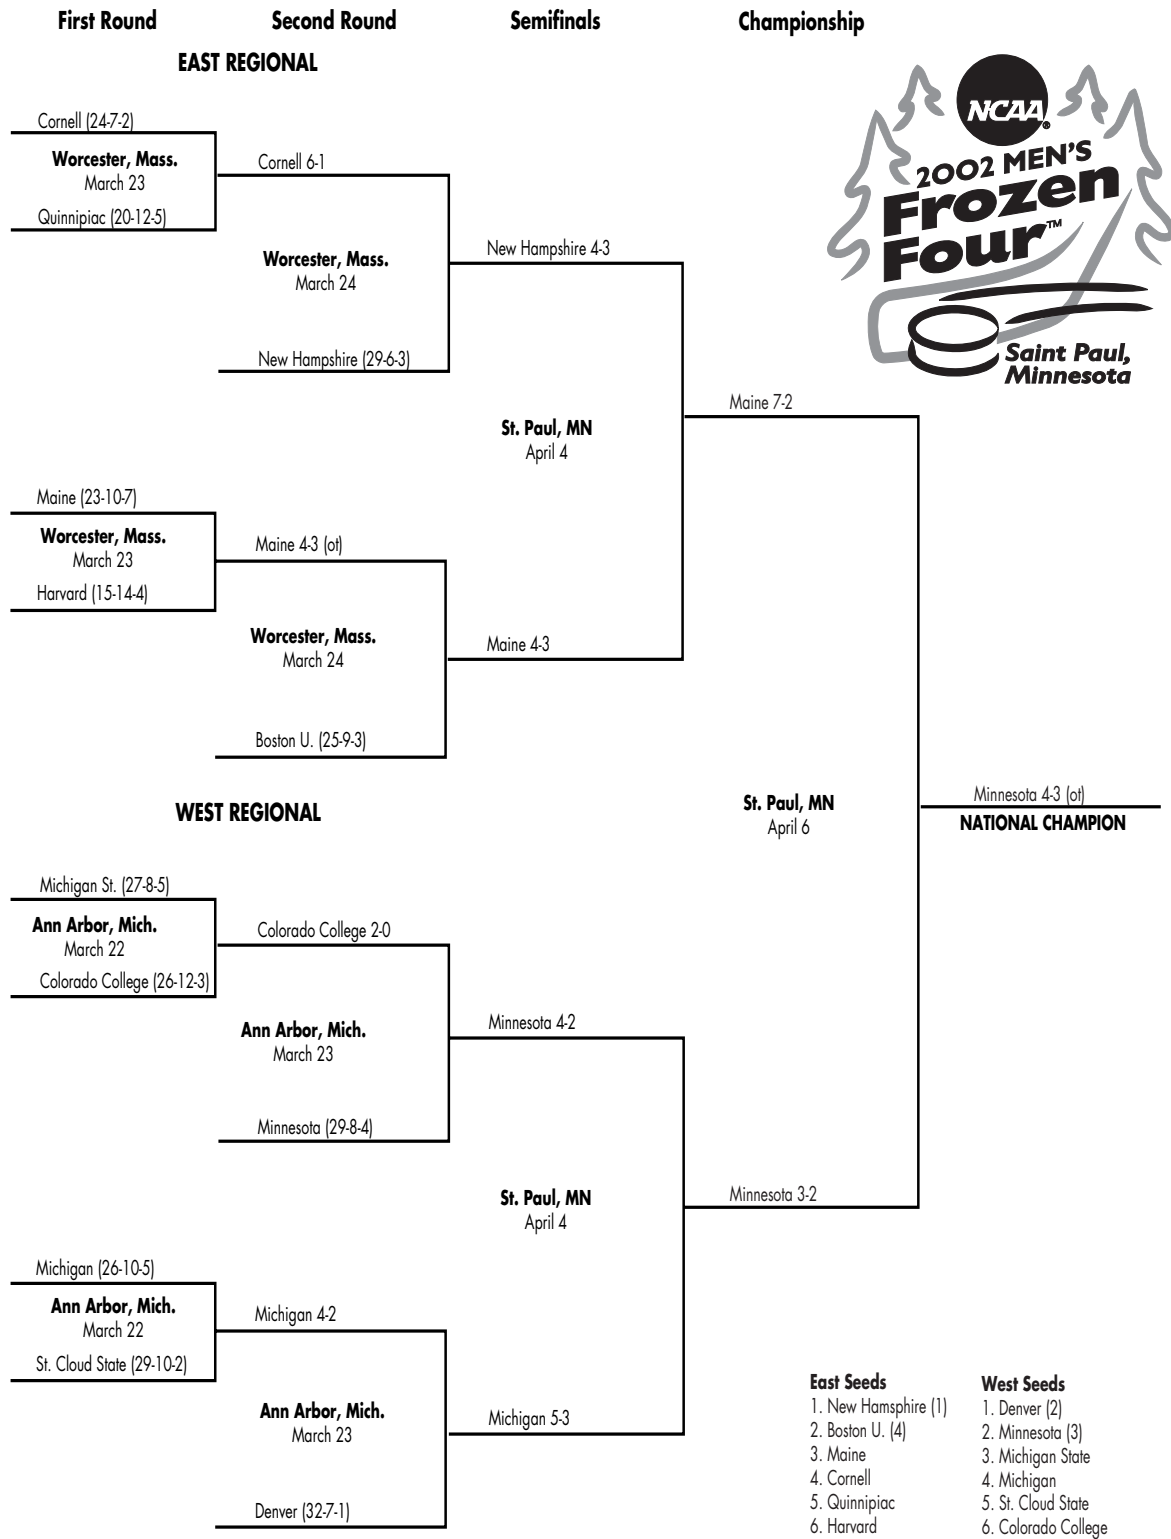 First Round Second Round Semifinals Championship
EAST REGIONAL
NCAA®
2002 MEN'S
Frozen
Four™
Saint Paul,
Minnesota
Cornell (24-7-2)
Worcester, Mass.
March 23
Quinnipiac (20-12-5)
Cornell 6-1
Worcester, Mass.
March 24
New Hampshire (29-6-3)
New Hampshire 4-3
St. Paul, MN
April 4
Maine 7-2
Maine (23-10-7)
Worcester, Mass.
March 23
Harvard (15-14-4)
Maine 4-3 (ot)
Worcester, Mass.
March 24
Boston U. (25-9-3)
Maine 4-3
St. Paul, MN
April 6
Minnesota 4-3 (ot)
NATIONAL CHAMPION
WEST REGIONAL
Michigan St. (27-8-5)
Ann Arbor, Mich.
March 22
Colorado College (26-12-3)
Colorado College 2-0
Ann Arbor, Mich.
March 23
Minnesota (29-8-4)
Minnesota 4-2
St. Paul, MN
April 4
Minnesota 3-2
Michigan (26-10-5)
Ann Arbor, Mich.
March 22
St. Cloud State (29-10-2)
Michigan 4-2
Ann Arbor, Mich.
March 23
Denver (32-7-1)
Michigan 5-3
East Seeds
1. New Hamsphire (1)
2. Boston U. (4)
3. Maine
4. Cornell
5. Quinnipiac
6. Harvard
West Seeds
1. Denver (2)
2. Minnesota (3)
3. Michigan State
4. Michigan
5. St. Cloud State
6. Colorado College